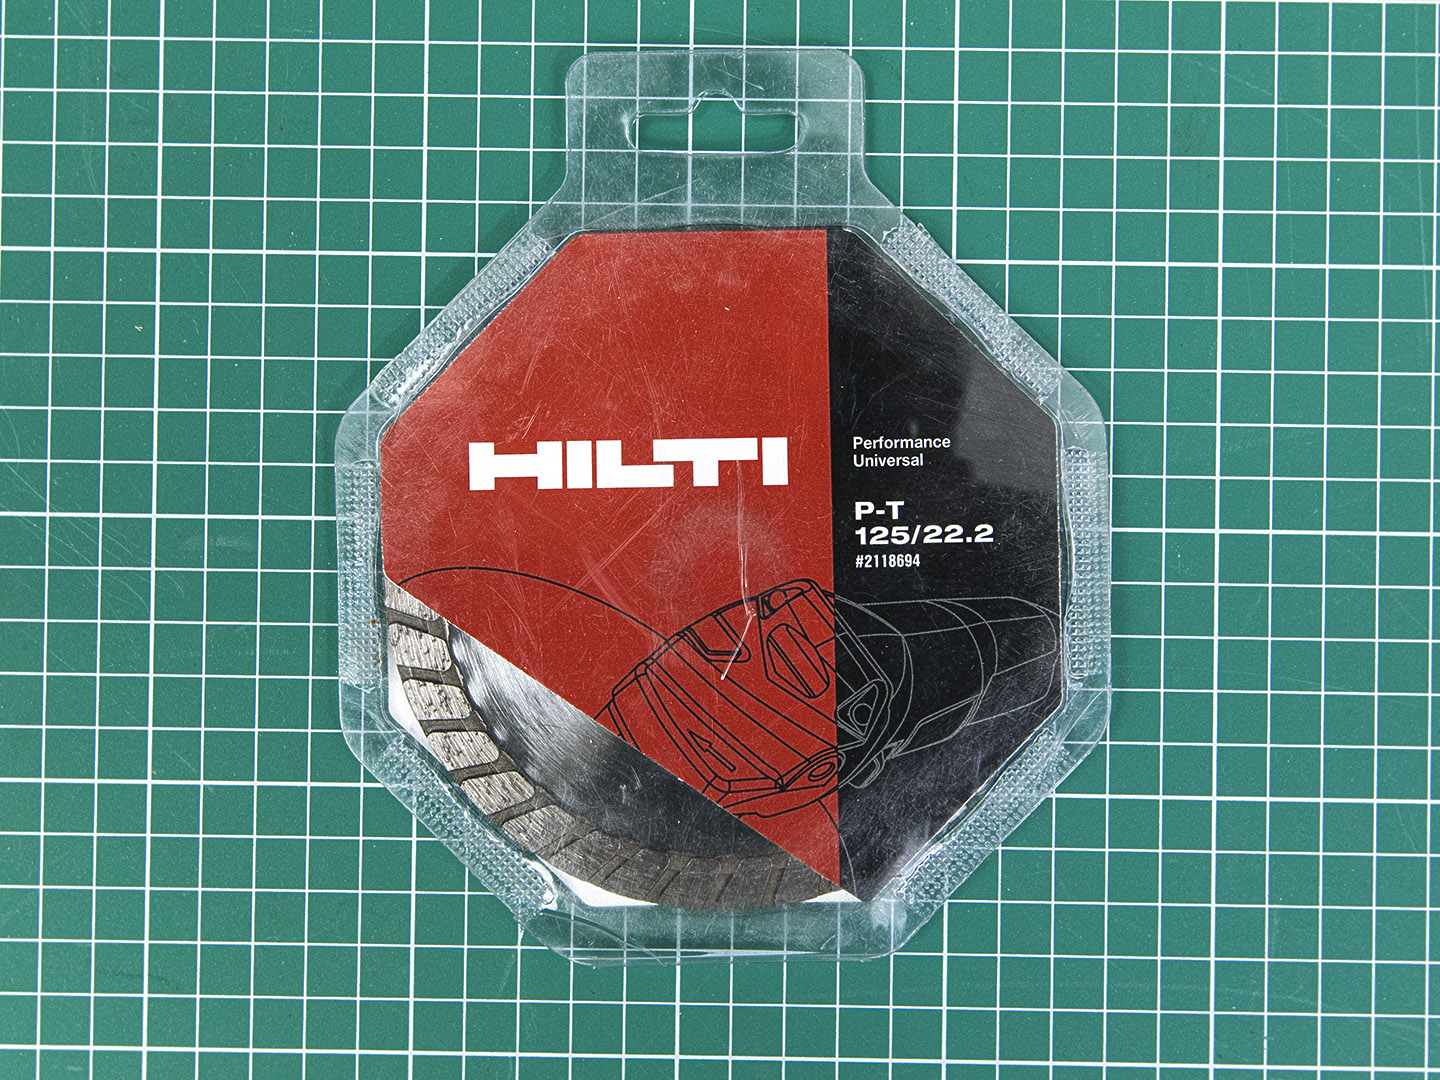 HILTI
Performance
Universal
P-T
125/22.2
#2118694